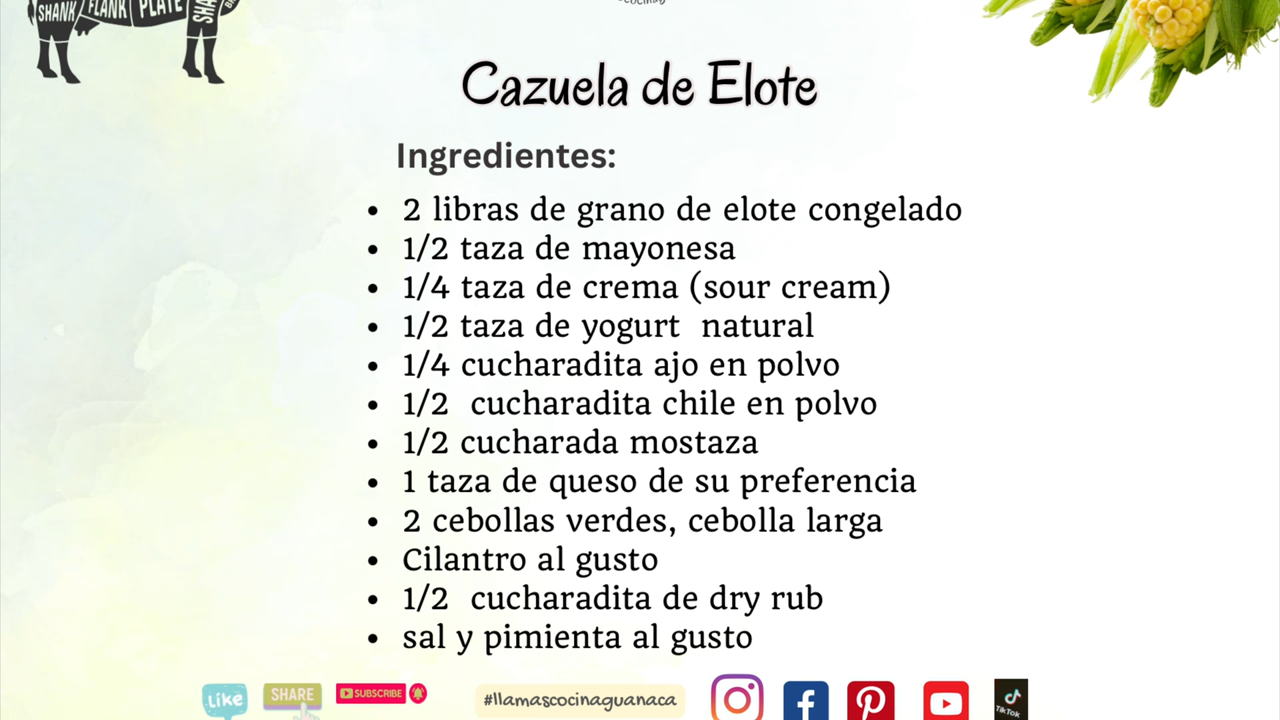 SHANK
FLANK
PLATE
Cazuela de Elote
Ingredientes:
• 2 libras de grano de elote congelado
• 1/2 taza de mayonesa
• 1/4 taza de crema (sour cream)
• 1/2 taza de yogurt natural
• 1/4 cucharadita ajo en polvo
• 1/2 cucharadita chile en polvo
• 1/2 cucharada mostaza
• 1 taza de queso de su preferencia
• 2 cebollas verdes, cebolla larga
• Cilantro al gusto
• 1/2 cucharadita de dry rub
• sal y pimienta al gusto
Like
SHARE
SUBSCRIBE
#llamascocinaguanaca
TikTok